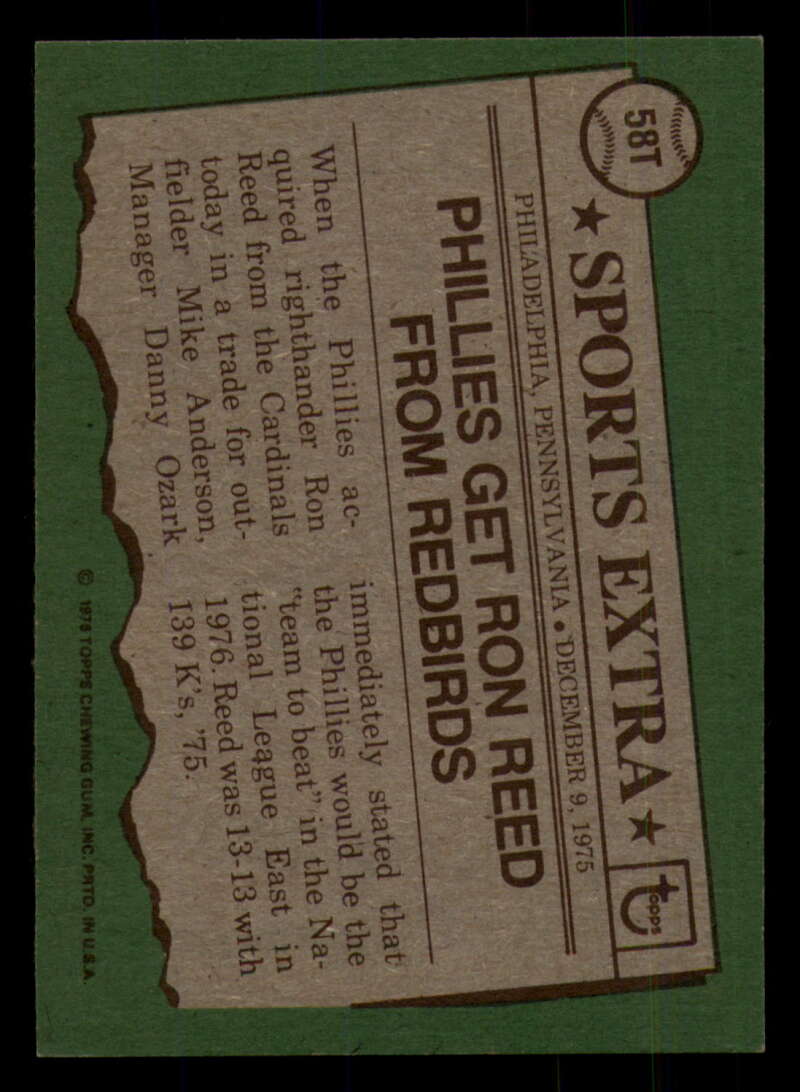 58T
★ SPORTS EXTRA ★
topps
PHILADELPHIA, PENNSYLVANIA • DECEMBER 9, 1975
PHILLIES GET RON REED
FROM REDBIRDS
When the Phillies ac-
quired righthander Ron
Reed from the Cardinals
today in a trade for out-
fielder Mike Anderson,
Manager Danny Ozark
immediately stated that
the Phillies would be the
"team to beat" in the Na-
tional League East in
1976. Reed was 13-13 with
139 K's, '75.
© 1976 TOPPS CHEWING GUM, INC. PRTD. IN U.S.A.